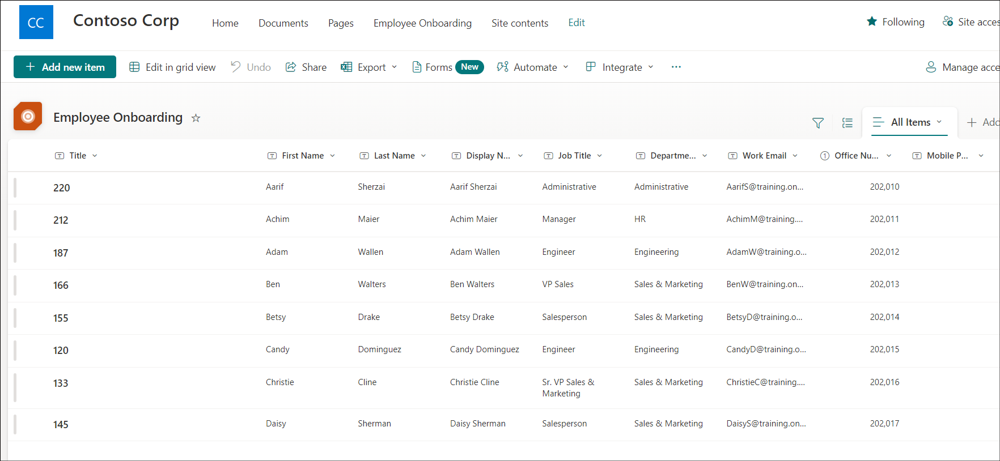 CC Contoso Corp Home Documents Pages Employee Onboarding Site contents Edit Following Site acces
Add new item Edit in grid view Undo Share Export Forms New Automate Integrate ... Manage acce
Employee Onboarding All Items Add
Title First Name Last Name Display N... Job Title Departme... Work Email Office Nu... Mobile P...
220 Aarif Sherzai Aarif Sherzai Administrative Administrative AarifS@training.on... 202,010
212 Achim Maier Achim Maier Manager HR AchimM@training.... 202,011
187 Adam Wallen Adam Wallen Engineer Engineering AdamW@training.o... 202,012
166 Ben Walters Ben Walters VP Sales Sales & Marketing BenW@training.on... 202,013
155 Betsy Drake Betsy Drake Salesperson Sales & Marketing BetsyD@training.o... 202,014
120 Candy Dominguez Candy Dominguez Engineer Engineering CandyD@training.o... 202,015
133 Christie Cline Christie Cline Sr. VP Sales & Sales & Marketing ChristieC@training.... 202,016
Marketing
145 Daisy Sherman Daisy Sherman Salesperson Sales & Marketing DaisyS@training.on... 202,017